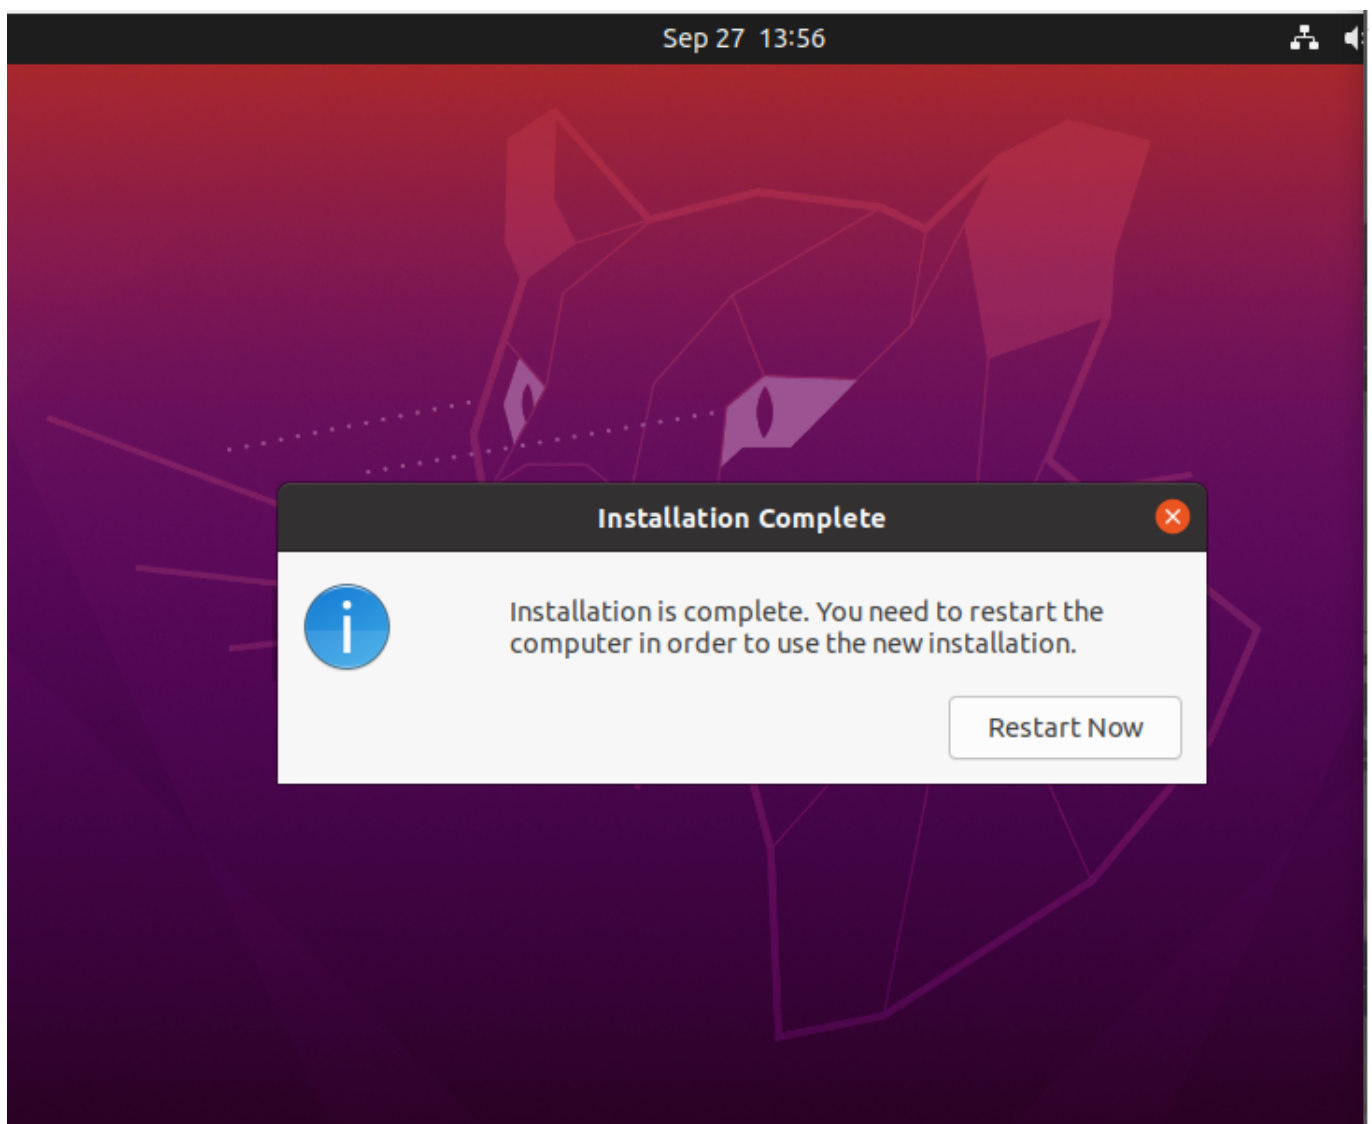 Sep 27 13:56
Installation Complete
Installation is complete. You need to restart the
computer in order to use the new installation.
Restart Now